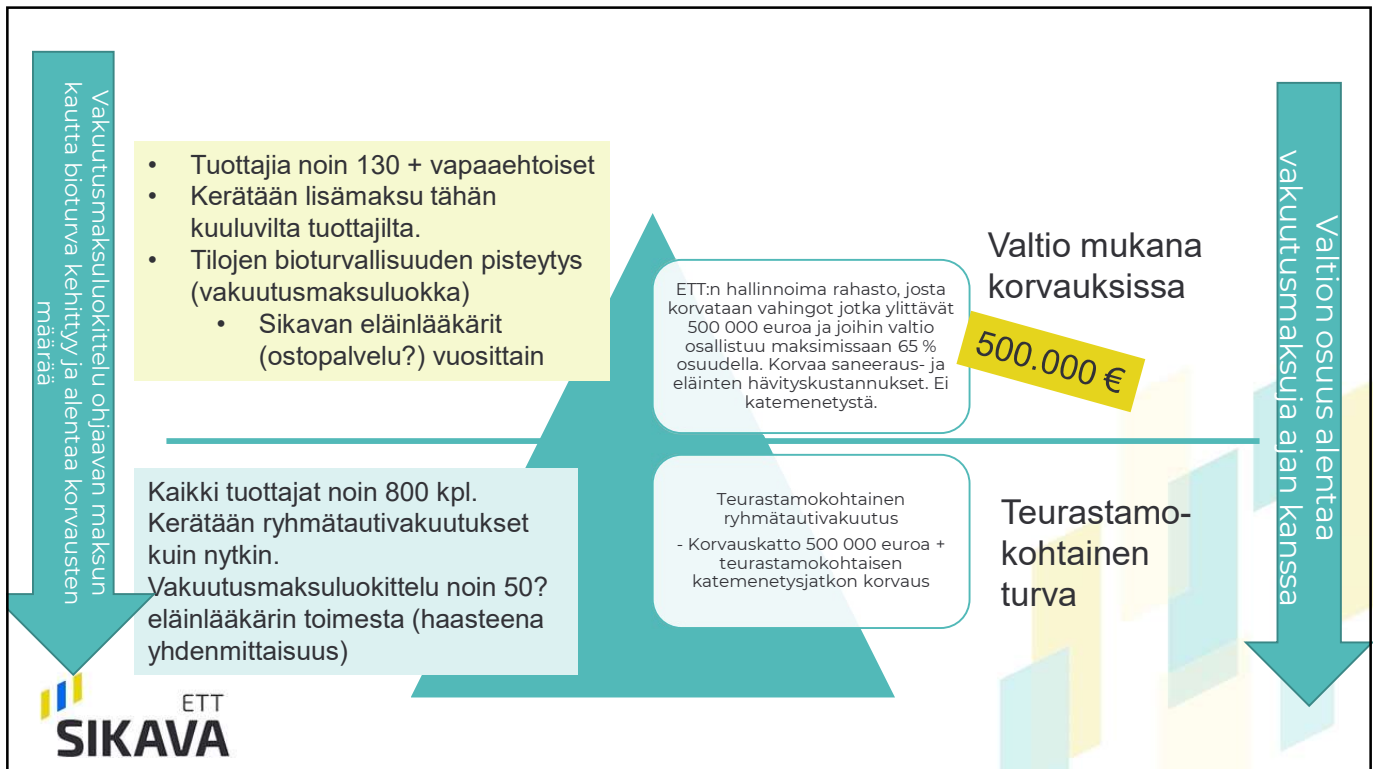 Vakuutusmaksuluokittelu ohjaavan maksun
kautta bioturva kehittyy ja alentaa korvausten
määrää
• Tuottajia noin 130 + vapaaehtoiset
• Kerätään lisämaksu tähän
kuuluvilta tuottajilta.
• Tilojen bioturvallisuuden pisteytys
(vakuutusmaksuluokka)
• Sikavan eläinlääkärit
(ostopalvelu?) vuosittain
ETT:n hallinnoima rahasto, josta
korvataan vahingot jotka ylittävät
500 000 euroa ja joihin valtio
osallistuu maksimissaan 65 %
osuudella. Korvaa saneeraus- ja
eläinten hävityskustannukset. Ei
katemenetystä.
Valtio mukana
korvauksissa
500.000 €
Kaikki tuottajat noin 800 kpl.
Kerätään ryhmätautivakuutukset
kuin nytkin.
Vakuutusmaksuluokittelu noin 50?
eläinlääkärin toimesta (haasteena
yhdenmittaisuus)
Teurastamokohtainen
ryhmätautivakuutus
- Korvauskatto 500 000 euroa +
teurastamokohtaisen
katemenetysjatkon korvaus
Teurastamo-
kohtainen
turva
Valtion osuus alentaa
vakuutusmaksuja ajan kanssa
ETT
SIKAVA